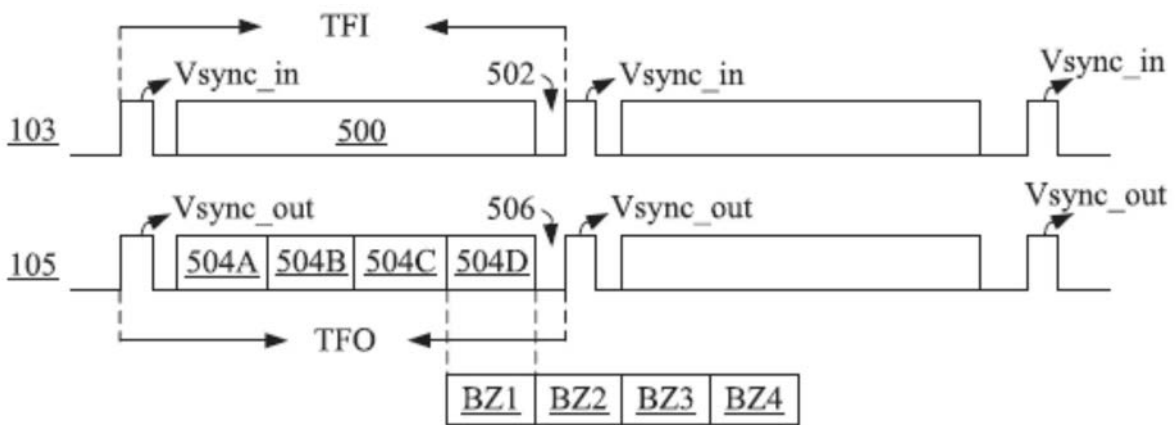 TFI
Vsync_in 502 Vsync_in Vsync_in
103 500
Vsync_out 506 Vsync_out Vsync_out
105 504A 504B 504C 504D
TFO
BZ1 BZ2 BZ3 BZ4